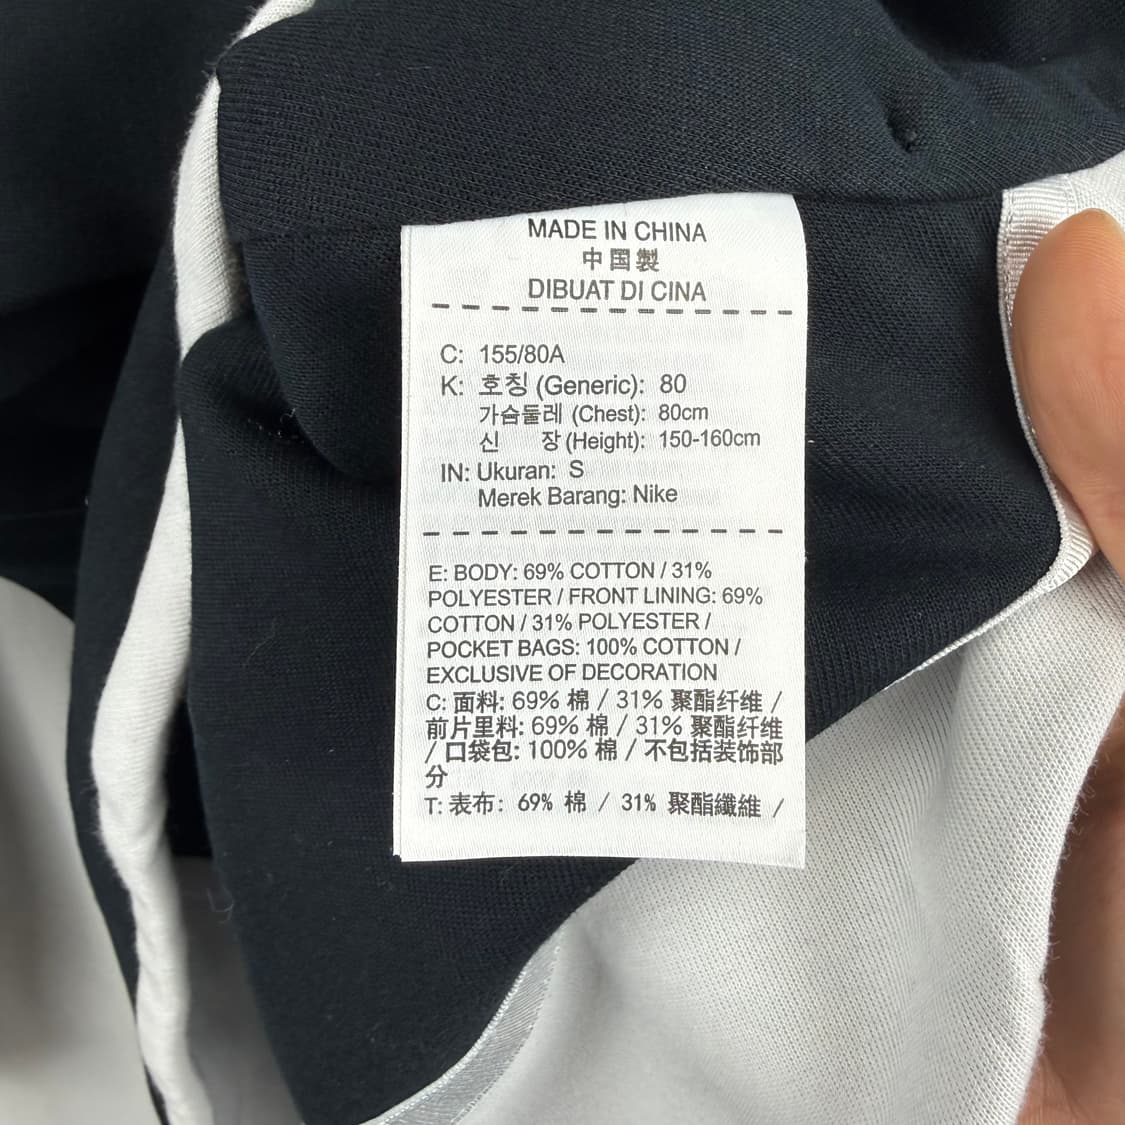 MADE IN CHINA
中国製
DIBUAT DI CINA
C: 155/80A
K: 호칭 (Generic): 80
가슴둘레 (Chest): 80cm
신 장 (Height): 150-160cm
IN: Ukuran: S
Merek Barang: Nike
E: BODY: 69% COTTON / 31%
POLYESTER / FRONT LINING: 69%
COTTON / 31% POLYESTER /
POCKET BAGS: 100% COTTON /
EXCLUSIVE OF DECORATION
C: 面料: 69% 棉 / 31% 聚酯纤维 /
前片里料: 69% 棉 / 31% 聚酯纤维
/ 口袋包: 100% 棉 / 不包括装饰部
分
T: 表布: 69% 棉 / 31% 聚酯纖維 /